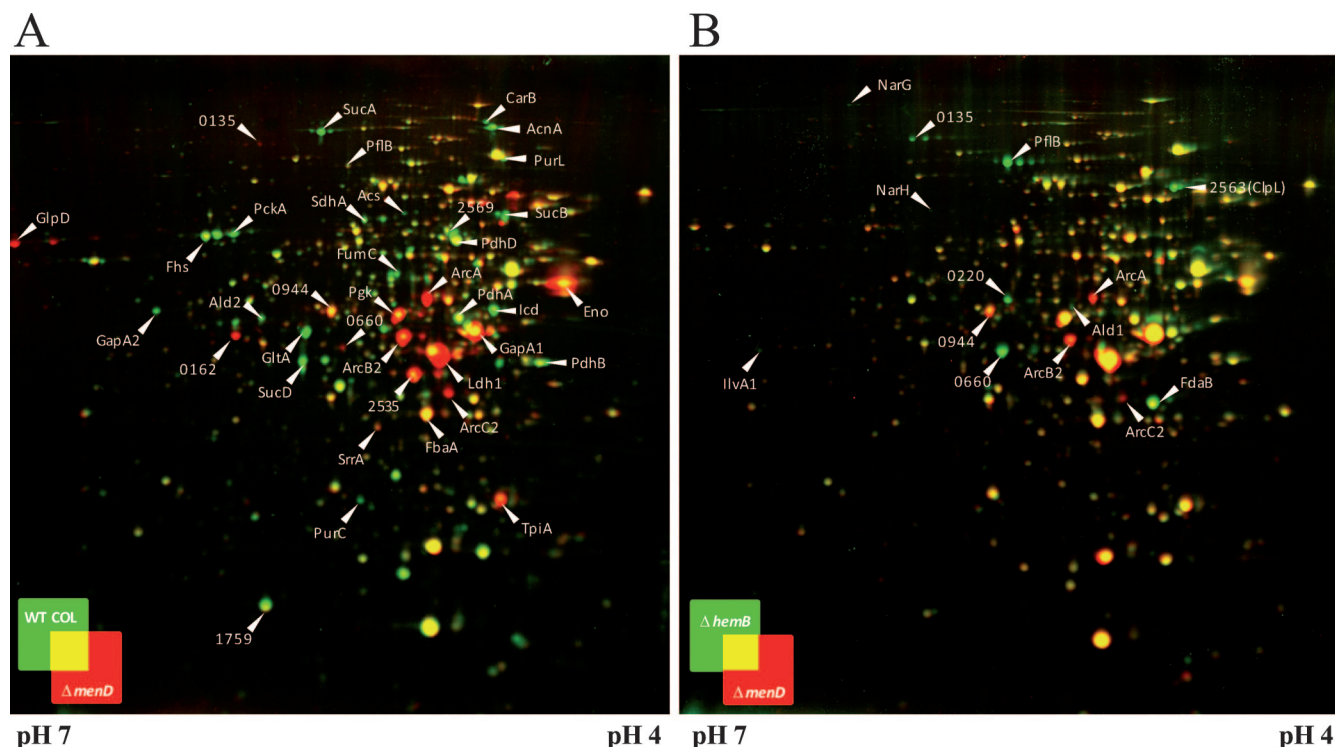 A
B
CarB
SucA
AcnA
0135
PflB
PurL
Acs
SdhA
2569
SucB
GlpD
PckA
PdhD
Fhs
FumC
ArcA
0944
PdhA
Ald2
Pgk
0660
Icd
Eno
GapA2
GltA
GapA1
0162
ArcB2
PdhB
SucD
Ldh1
2535
ArcC2
FbaA
SrrA
PurC
TpiA
1759
WT COL
Δ menD
pH 7
pH 4
NarG
0135
PflB
NarH
2563(ClpL)
0220
ArcA
Ald1
0944
ArcB2
0660
IlvA1
FdaB
ArcC2
Δ hemB
Δ menD
pH 7
pH 4